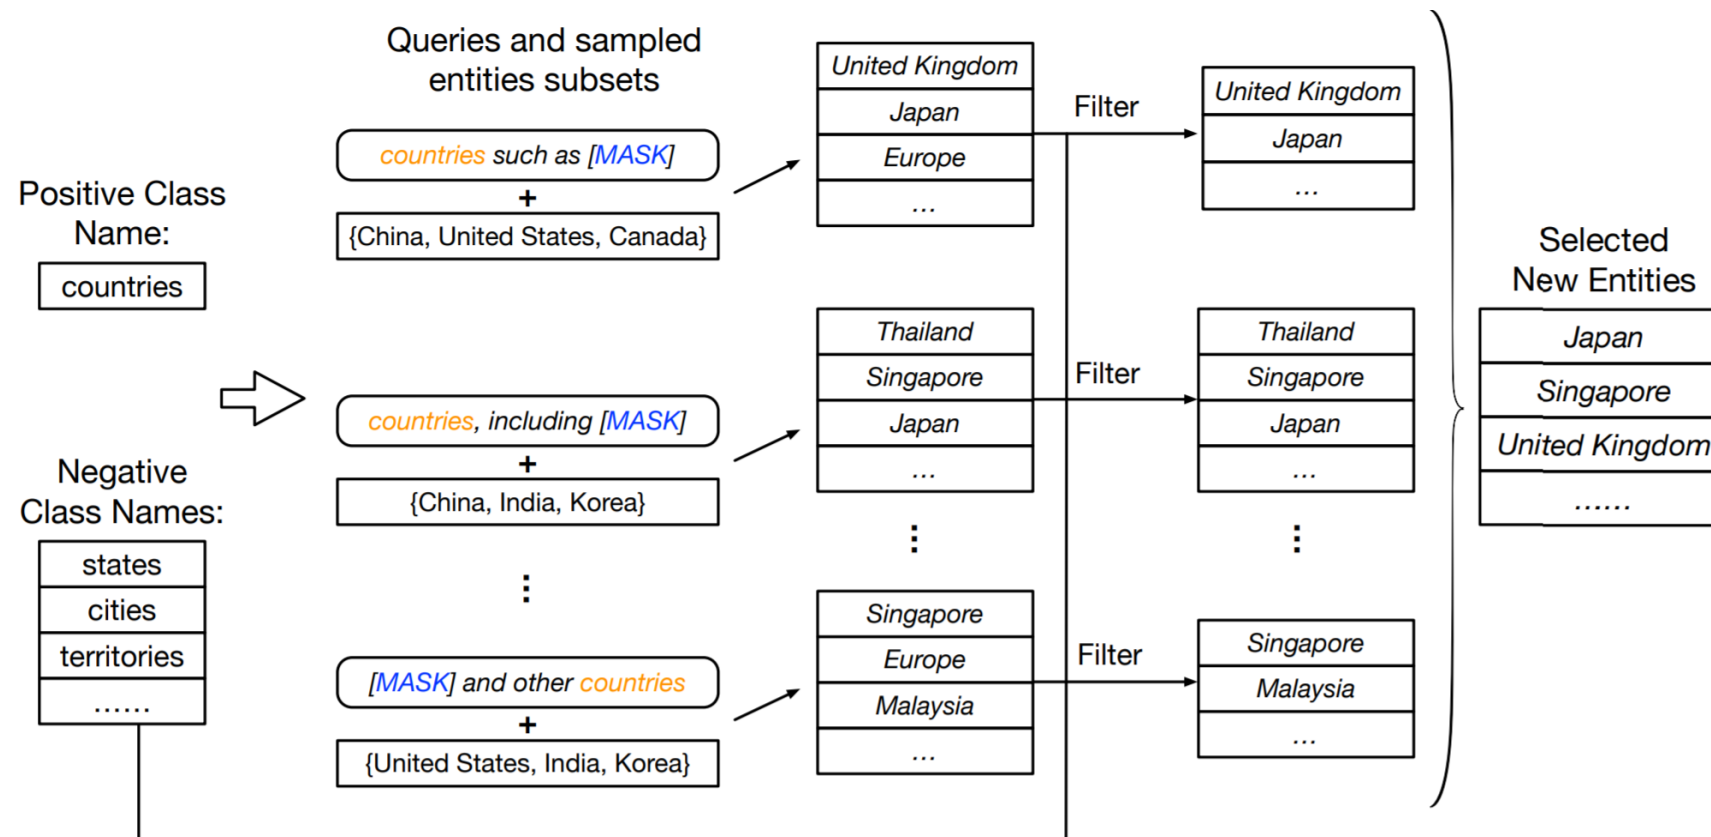 Queries and sampled
entities subsets
Positive Class
Name:
countries
Negative
Class Names:
states
cities
territories
......
countries such as [MASK]
+
{China, United States, Canada}
countries, including [MASK]
+
{China, India, Korea}
⋮
[MASK] and other countries
+
{United States, India, Korea}
United Kingdom
Japan
Europe
...
Thailand
Singapore
Japan
...
⋮
Singapore
Europe
Malaysia
...
Filter
Filter
Filter
United Kingdom
Japan
...
Thailand
Singapore
Japan
...
⋮
Singapore
Malaysia
...
Selected
New Entities
Japan
Singapore
United Kingdom
......